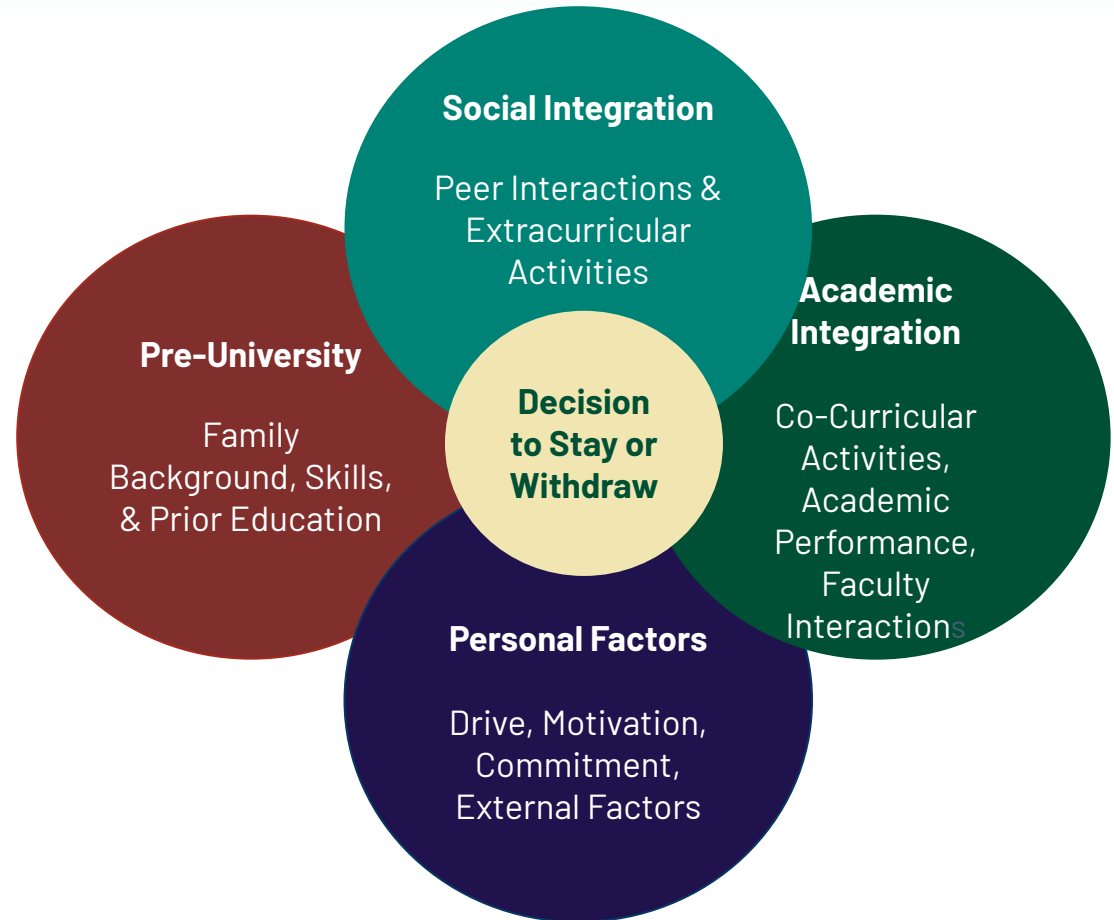 Social Integration
Peer Interactions &
Extracurricular
Activities
Pre-University
Family
Background, Skills,
& Prior Education
Decision
to Stay or
Withdraw
Academic
Integration
Co-Curricular
Activities,
Academic
Performance,
Faculty
Interactions
Personal Factors
Drive, Motivation,
Commitment,
External Factors